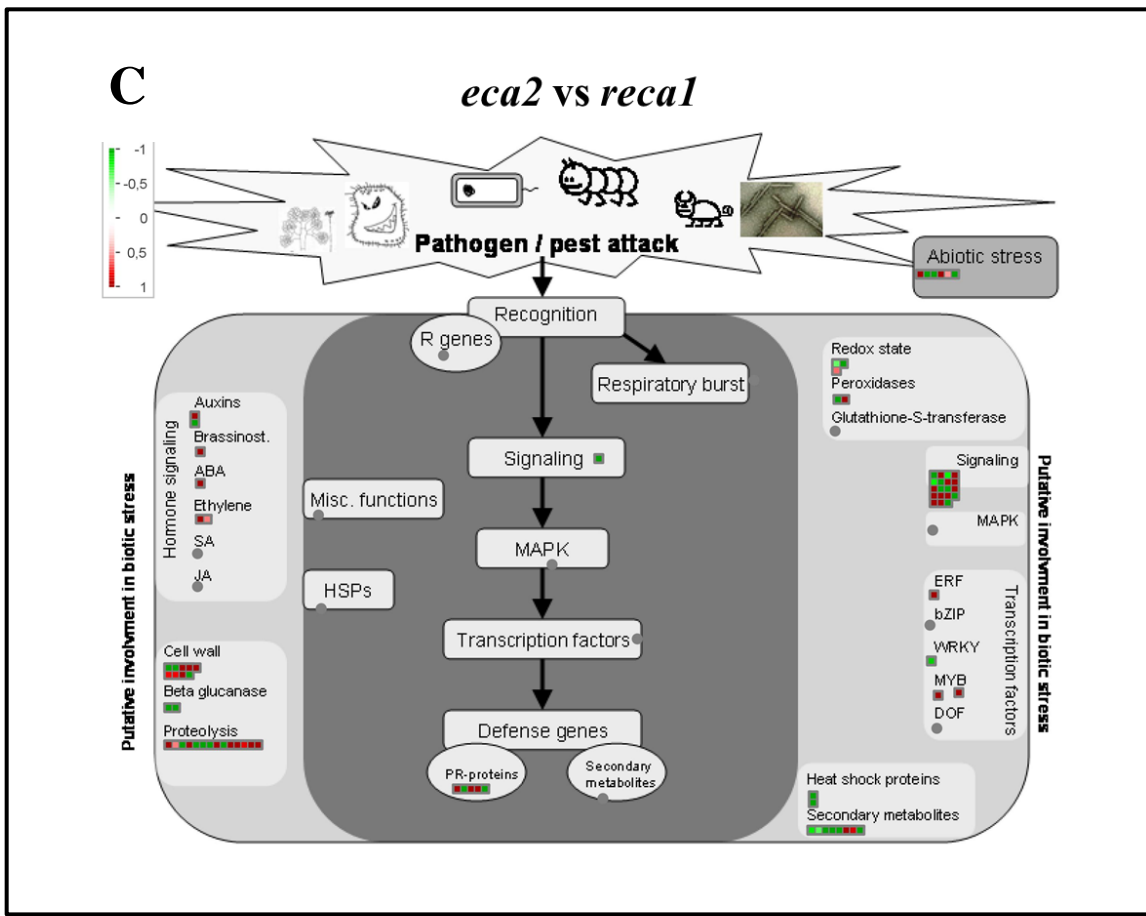 C
eca2 vs reca1
-1
-0,5
0
0,5
1
Pathogen / pest attack
Abiotic stress
Recognition
R genes
Respiratory burst
Signaling
Misc. functions
MAPK
HSPs
Transcription factors
Defense genes
PR-proteins
Secondary
metabolites
Putative involvment in biotic stress
Hormone signaling
Auxins
Brassinost.
ABA
Ethylene
SA
JA
Cell wall
Beta glucanase
Proteolysis
Redox state
Peroxidases
Glutathione-S-transferase
Signaling
MAPK
ERF
bZIP
WRKY
MYB
DOF
Transcription factors
Putative involvment in biotic stress
Heat shock proteins
Secondary metabolites